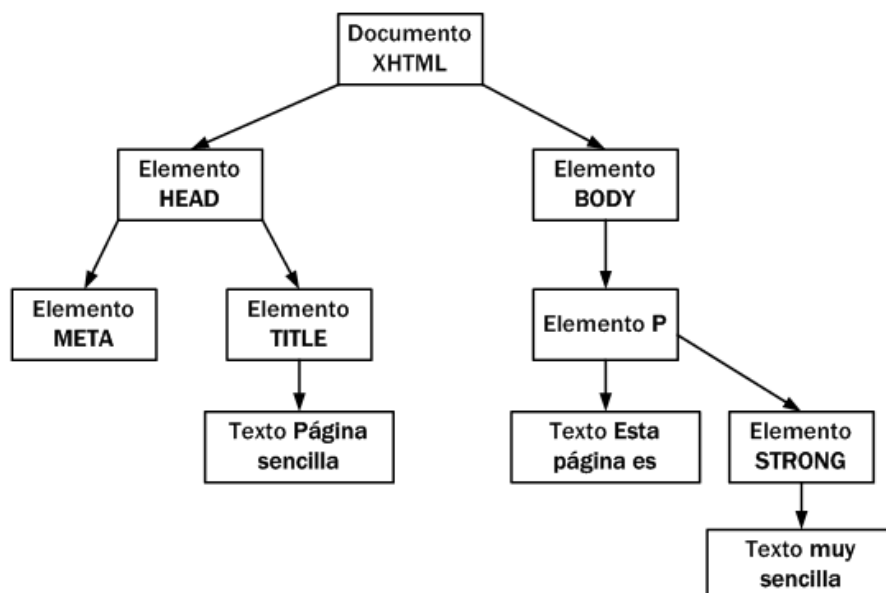 Documento
XHTML
Elemento
HEAD
Elemento
BODY
Elemento
META
Elemento
TITLE
Elemento P
Texto Página
sencilla
Texto Esta
página es
Elemento
STRONG
Texto muy
sencilla